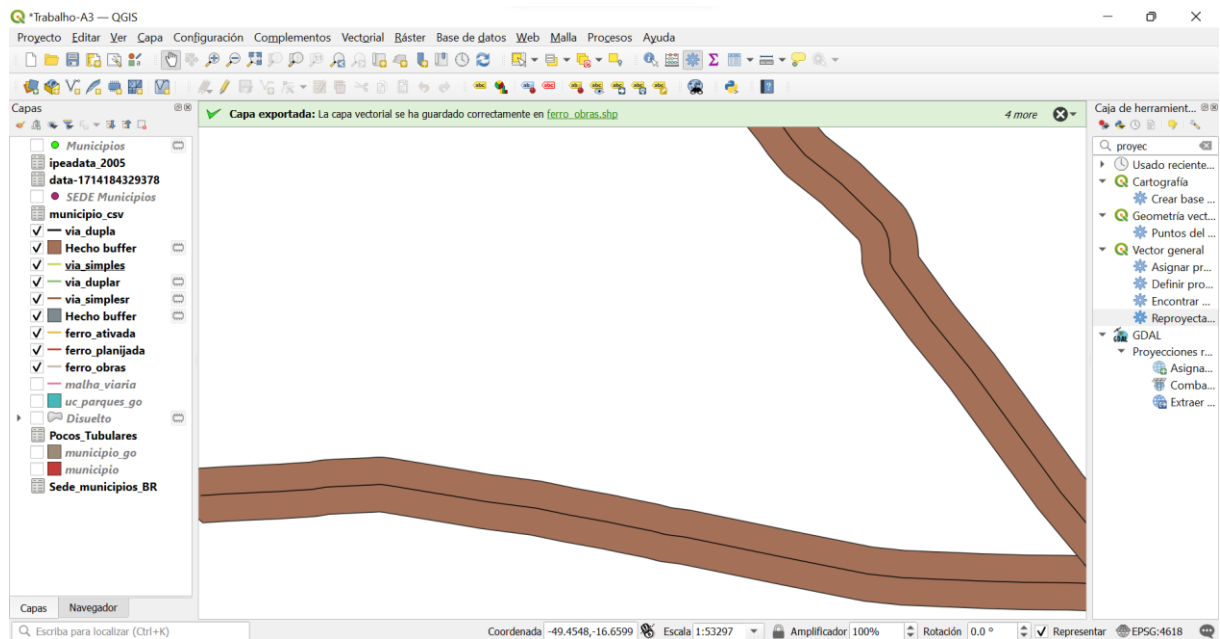 *Trabalho-A3 — QGIS
Proyecto Editar Ver Capa Configuración Complementos Vectorial Ráster Base de datos Web Malla Procesos Ayuda
Capas
Municipios
ipeadata_2005
data-1714184329378
SEDE Municipios
municipio_csv
via_dupla
Hecho buffer
via_simples
via_duplar
via_simplesr
Hecho buffer
ferro_ativada
ferro_planijada
ferro_obras
malha_viaria
uc_parques_go
Disuelto
Pocos_Tubulares
municipio_go
municipio
Sede_municipios_BR
Capas Navegador
Capa exportada: La capa vectorial se ha guardado correctamente en ferro_obras.shp 4 more
Caja de herramient...
proyec
Usado reciente...
Cartografía
Crear base ...
Geometría vect...
Puntos del ...
Vector general
Asignar pr...
Definir pro...
Encontrar ...
Reproyecta...
GDAL
Proyecciones r...
Asigna...
Comba...
Extraer ...
Escriba para localizar (Ctrl+K) Coordenada -49.4548,-16.6599 Escala 1:53297 Amplificador 100% Rotación 0.0 ° Representar EPSG:4618